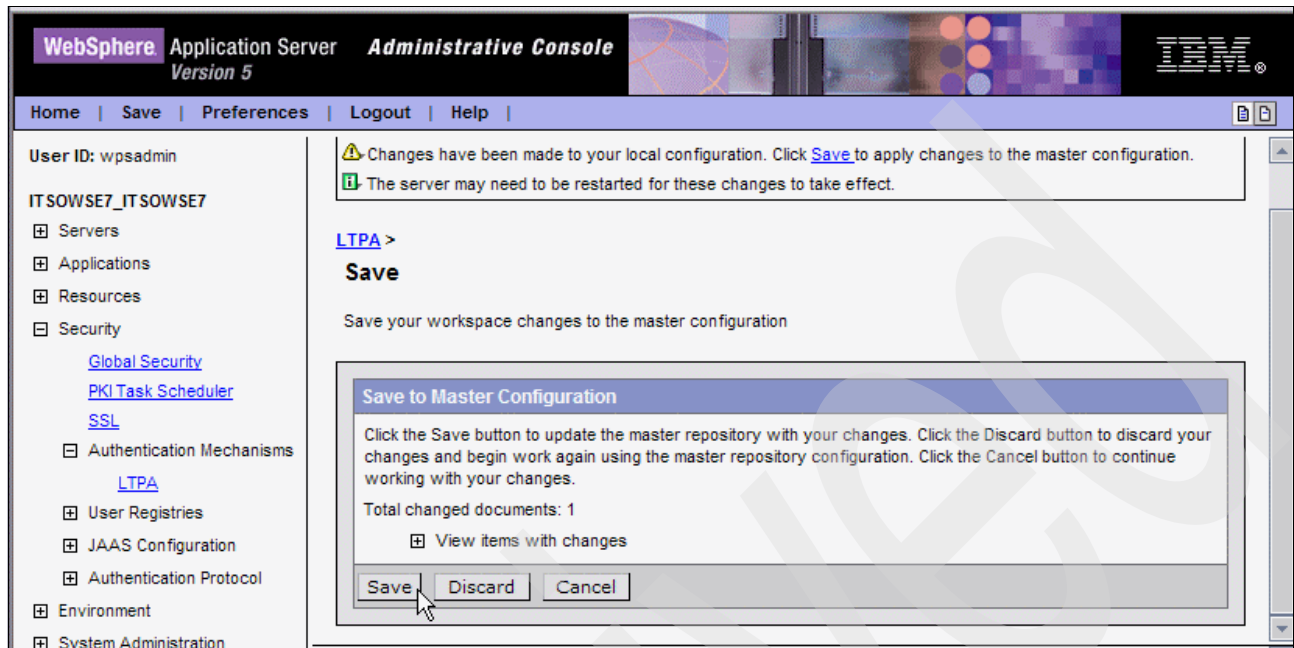 WebSphere. Application Server Administrative Console
Version 5
IBM®
Home | Save | Preferences | Logout | Help |
User ID: wpsadmin
ITSOWSE7_ITSOWSE7
Servers
Applications
Resources
Security
Global Security
PKI Task Scheduler
SSL
Authentication Mechanisms
LTPA
User Registries
JAAS Configuration
Authentication Protocol
Environment
System Administration
Changes have been made to your local configuration. Click Save to apply changes to the master configuration.
The server may need to be restarted for these changes to take effect.
LTPA >
Save
Save your workspace changes to the master configuration
Save to Master Configuration
Click the Save button to update the master repository with your changes. Click the Discard button to discard your
changes and begin work again using the master repository configuration. Click the Cancel button to continue
working with your changes.
Total changed documents: 1
View items with changes
Save Discard Cancel